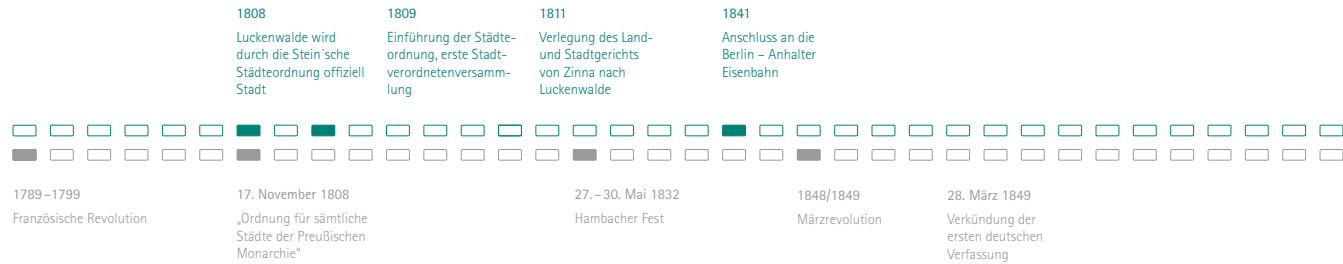 1808
Luckenwalde wird
durch die Stein´sche
Städteordnung offiziell
Stadt
1809
Einführung der Städte-
ordnung, erste Stadt-
verordnetenversamm-
lung
1811
Verlegung des Land-
und Stadtgerichts
von Zinna nach
Luckenwalde
1841
Anschluss an die
Berlin – Anhalter
Eisenbahn
1789–1799
Französische Revolution
17. November 1808
„Ordnung für sämtliche
Städte der Preußischen
Monarchie“
27.–30. Mai 1832
Hambacher Fest
1848/1849
Märzrevolution
28. März 1849
Verkündung der
ersten deutschen
Verfassung